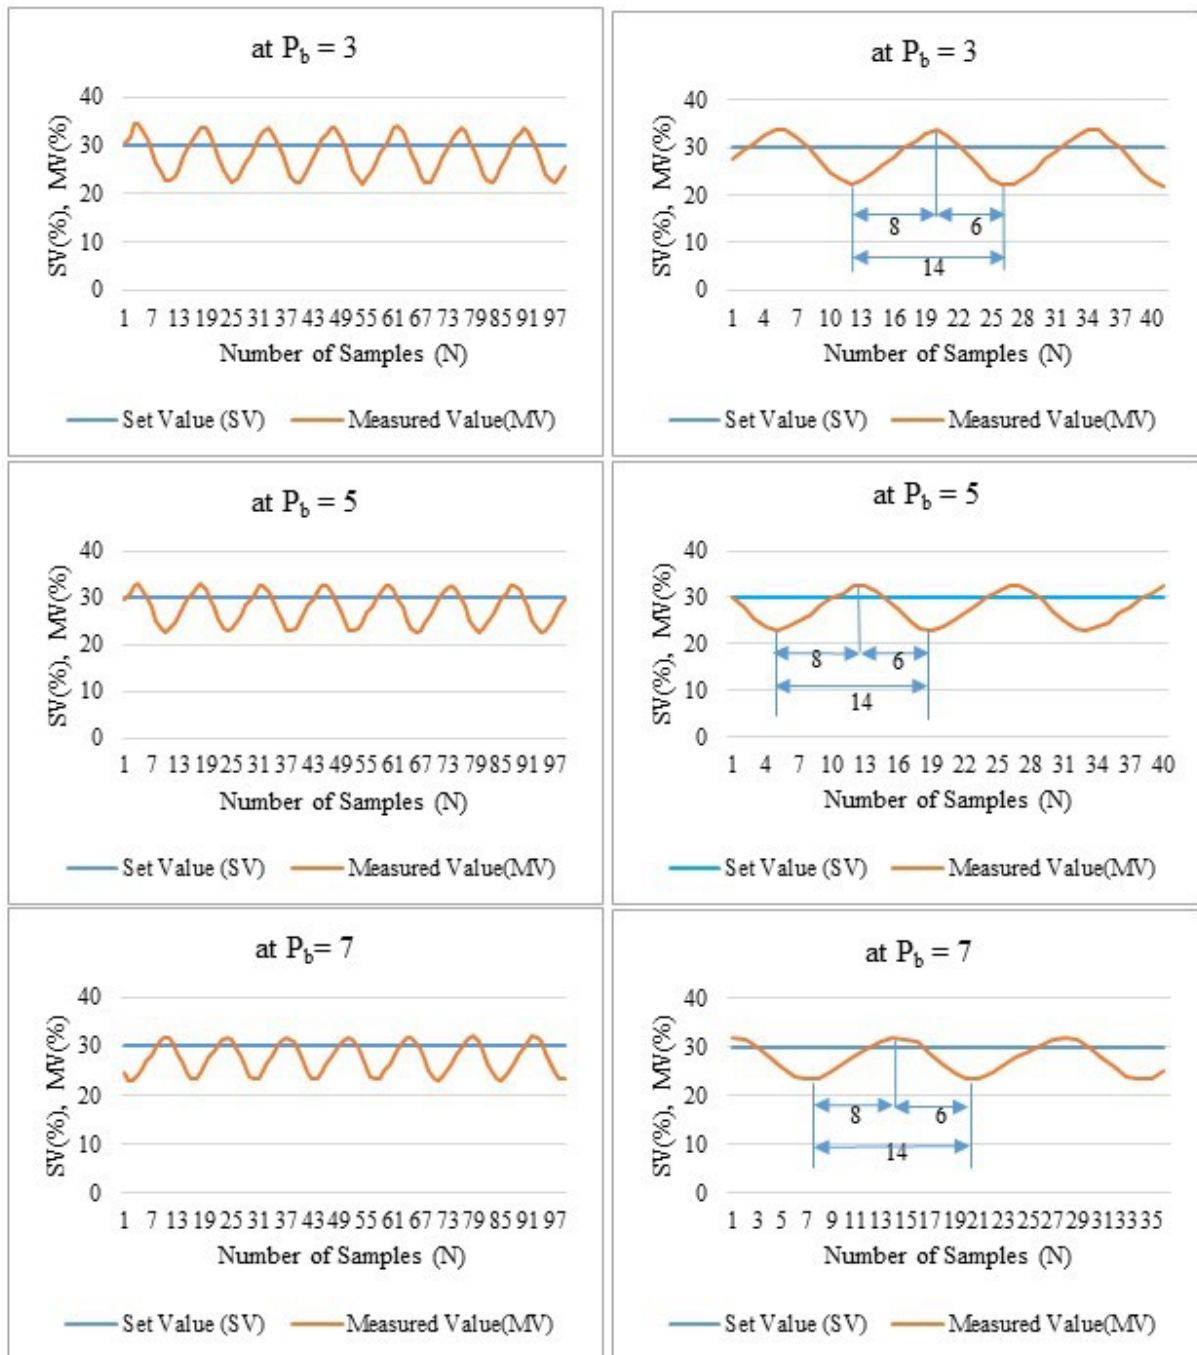 at Pb = 3
SV(%), MV(%)
40
30
20
10
0
1 7 13 19 25 31 37 43 49 55 61 67 73 79 85 91 97
Number of Samples (N)
Set Value (SV) Measured Value(MV)
at Pb = 3
SV(%), MV(%)
40
30
20
10
0
8 6
14
1 4 7 10 13 16 19 22 25 28 31 34 37 40
Number of Samples (N)
Set Value (SV) Measured Value(MV)
at Pb = 5
SV(%), MV(%)
40
30
20
10
0
1 7 13 19 25 31 37 43 49 55 61 67 73 79 85 91 97
Number of Samples (N)
Set Value (SV) Measured Value(MV)
at Pb = 5
SV(%), MV(%)
40
30
20
10
0
8 6
14
1 4 7 10 13 16 19 22 25 28 31 34 37 40
Number of Samples (N)
Set Value (SV) Measured Value(MV)
at Pb= 7
SV(%), MV(%)
40
30
20
10
0
1 7 13 19 25 31 37 43 49 55 61 67 73 79 85 91 97
Number of Samples (N)
Set Value (SV) Measured Value(MV)
at Pb = 7
SV(%), MV(%)
40
30
20
10
0
8 6
14
1 3 5 7 9 11 13 15 17 19 21 23 25 27 29 31 33 35
Number of Samples (N)
Set Value (SV) Measured Value(MV)